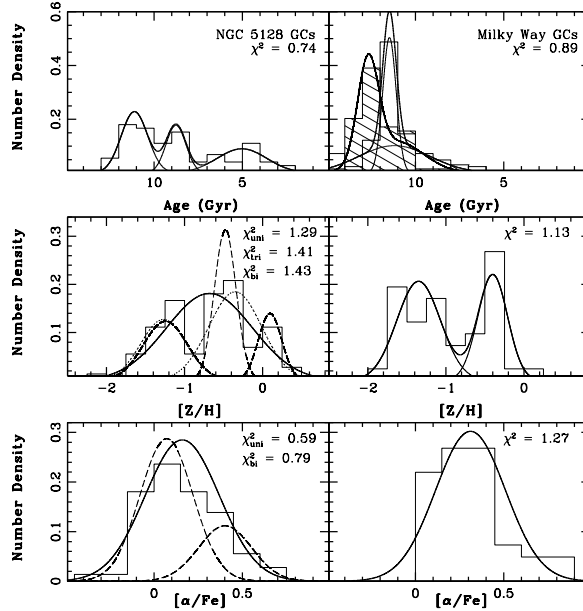 NGC 5128 GCs
χ² = 0.74
Milky Way GCs
χ² = 0.89
Number Density
0.6
0.4
0.2
0
10
5
10
5
Age (Gyr)
Age (Gyr)
χ²uni = 1.29
χ²tri = 1.41
χ²bi = 1.43
χ² = 1.13
Number Density
0.3
0.2
0.1
−2
−1
0
−2
−1
0
[Z/H]
[Z/H]
χ²uni = 0.59
χ²bi = 0.79
χ² = 1.27
Number Density
0.3
0.2
0.1
0
0
0.5
0
0.5
[α/Fe]
[α/Fe]